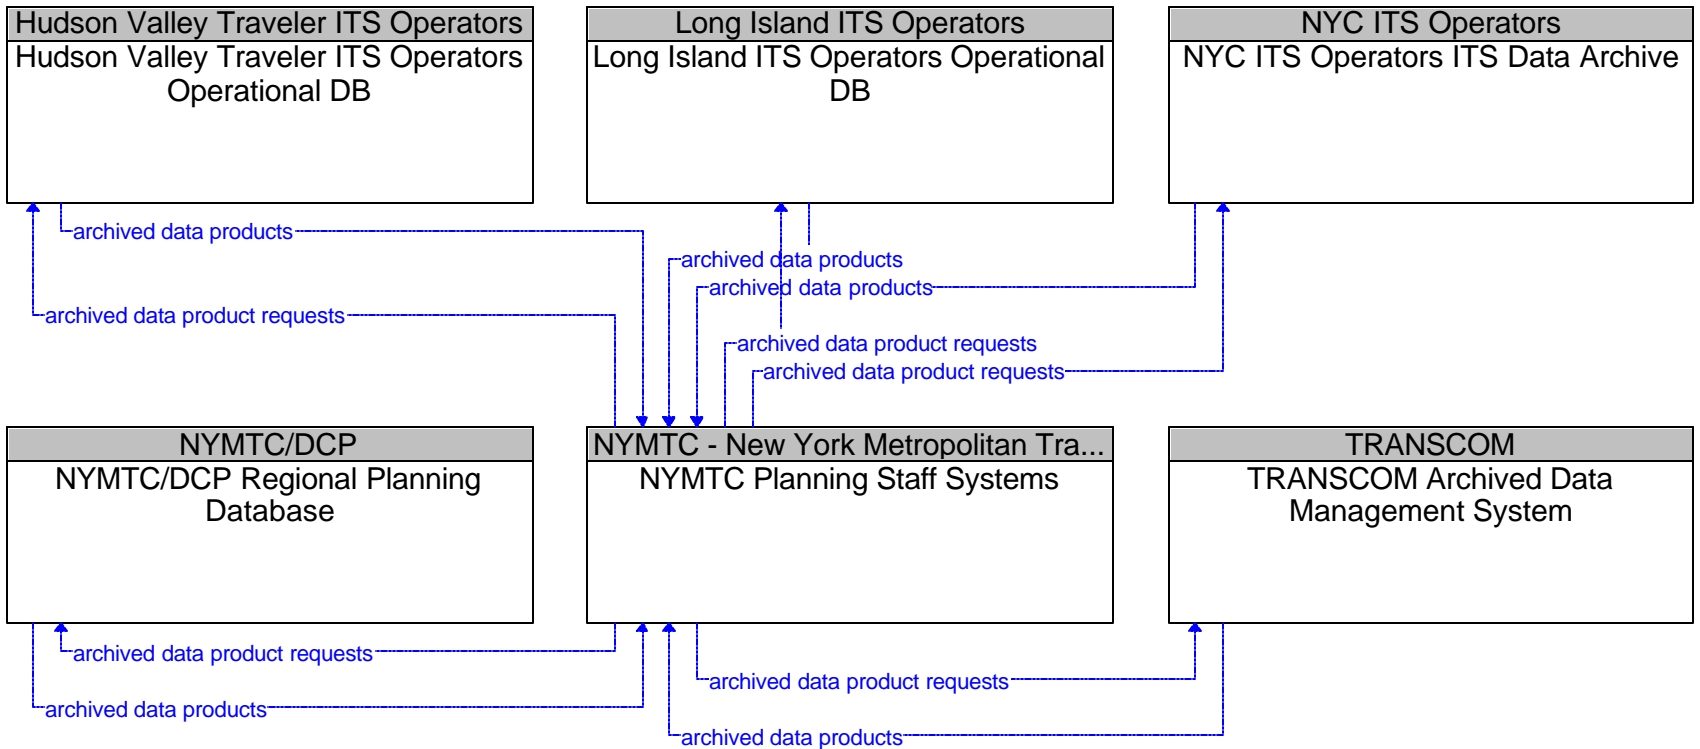 Hudson Valley Traveler ITS Operators
Hudson Valley Traveler ITS Operators
Operational DB
Long Island ITS Operators
Long Island ITS Operators Operational
DB
NYC ITS Operators
NYC ITS Operators ITS Data Archive
archived data products
archived data products
archived data products
archived data product requests
archived data product requests
archived data product requests
NYMTC/DCP
NYMTC/DCP Regional Planning
Database
NYMTC - New York Metropolitan Tra...
NYMTC Planning Staff Systems
TRANSCOM
TRANSCOM Archived Data
Management System
archived data product requests
archived data product requests
archived data products
archived data products